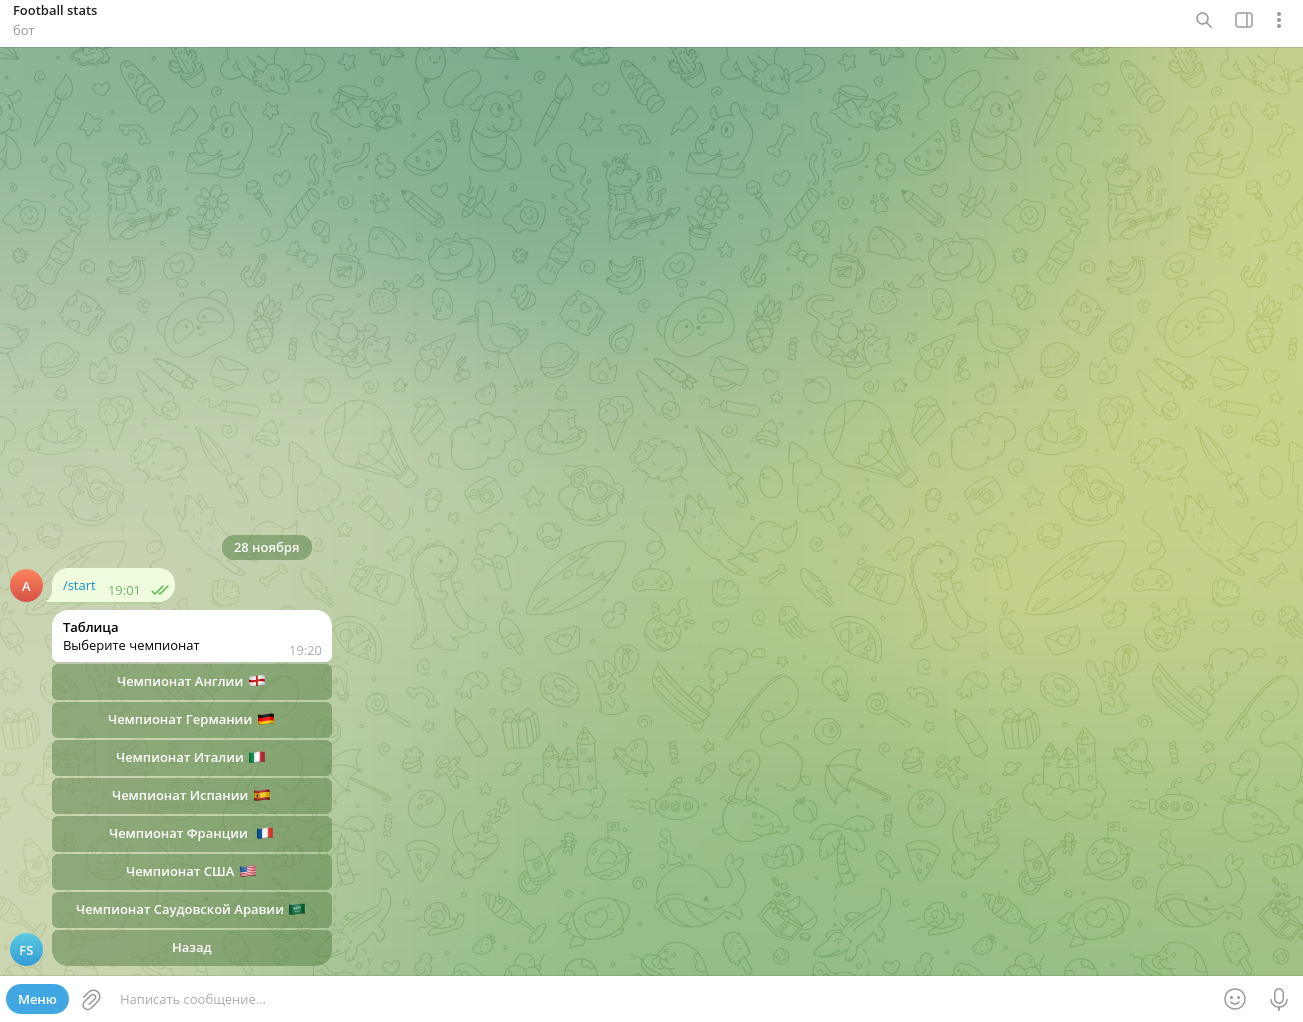 Football stats
бот
28 ноября
A
/start 19:01
Таблица
Выберите чемпионат
19:20
Чемпионат Англии 🏴󠁧󠁢󠁥󠁮󠁧󠁿
Чемпионат Германии 🇩🇪
Чемпионат Италии 🇮🇹
Чемпионат Испании 🇪🇸
Чемпионат Франции 🇫🇷
Чемпионат США 🇺🇸
Чемпионат Саудовской Аравии 🇸🇦
Назад
FS
Меню
Написать сообщение...